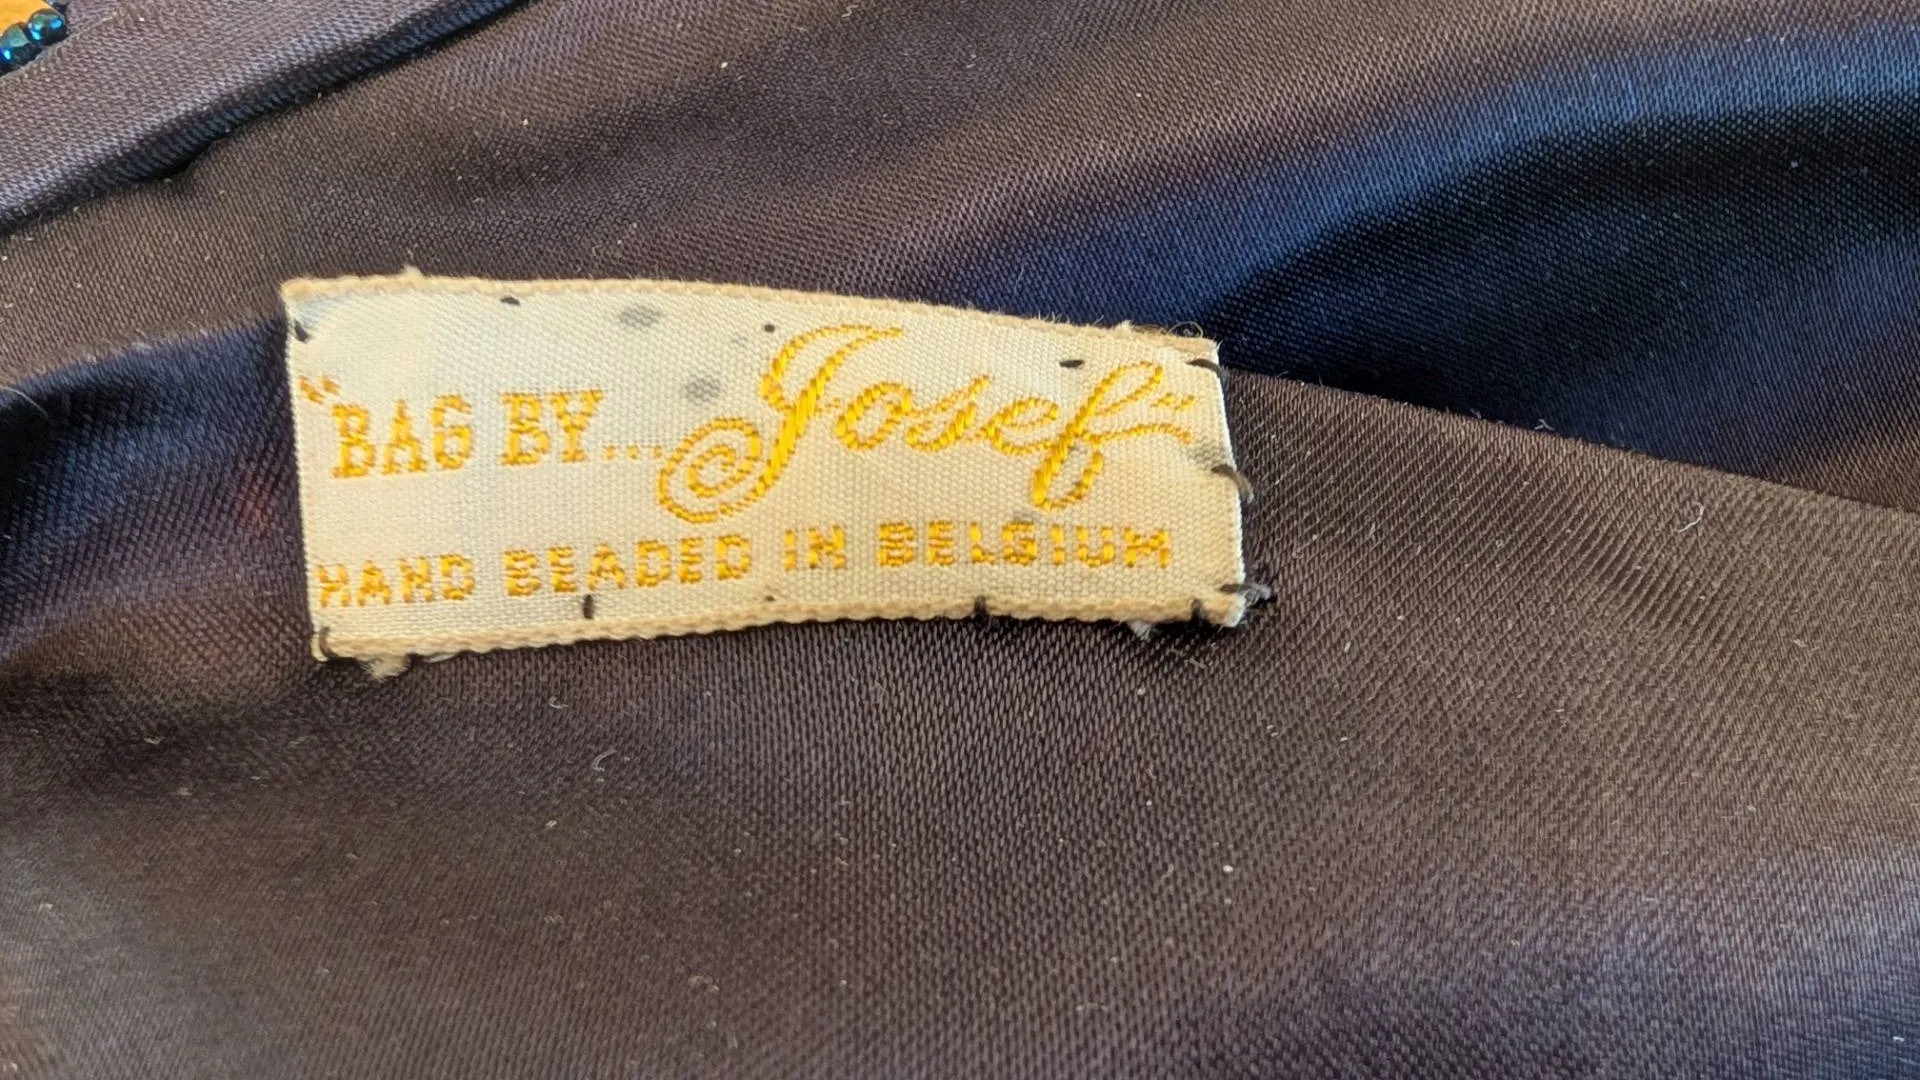 "BAG BY... Josef"
HAND BEADED IN BELGIUM